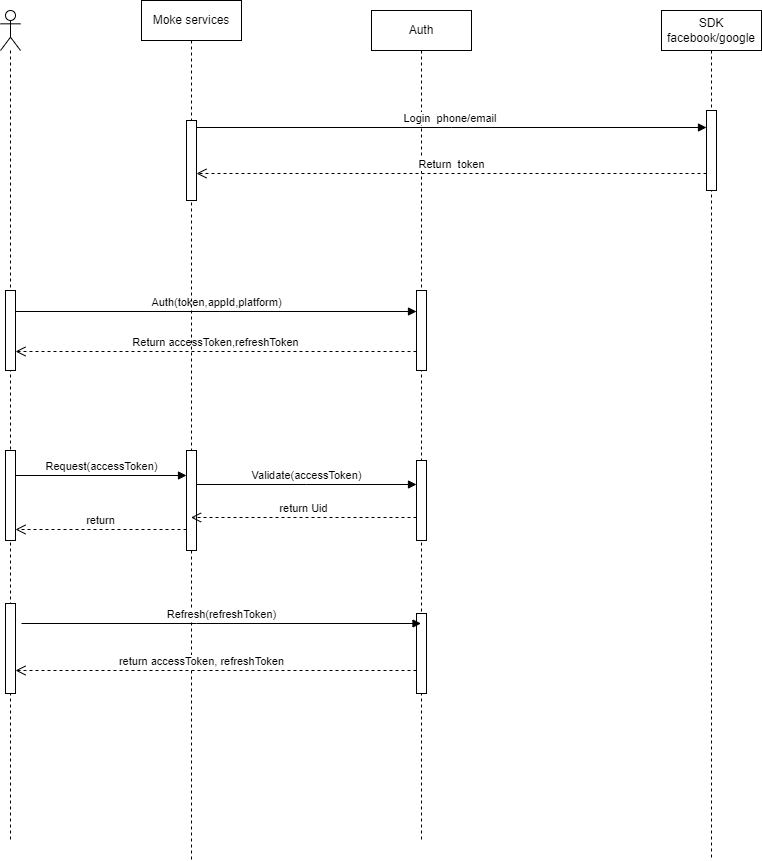 Moke services
Auth
SDK
facebook/google
Login phone/email
Return token
Auth(token,appId,platform)
Return accessToken,refreshToken
Request(accessToken)
Validate(accessToken)
return Uid
return
Refresh(refreshToken)
return accessToken, refreshToken